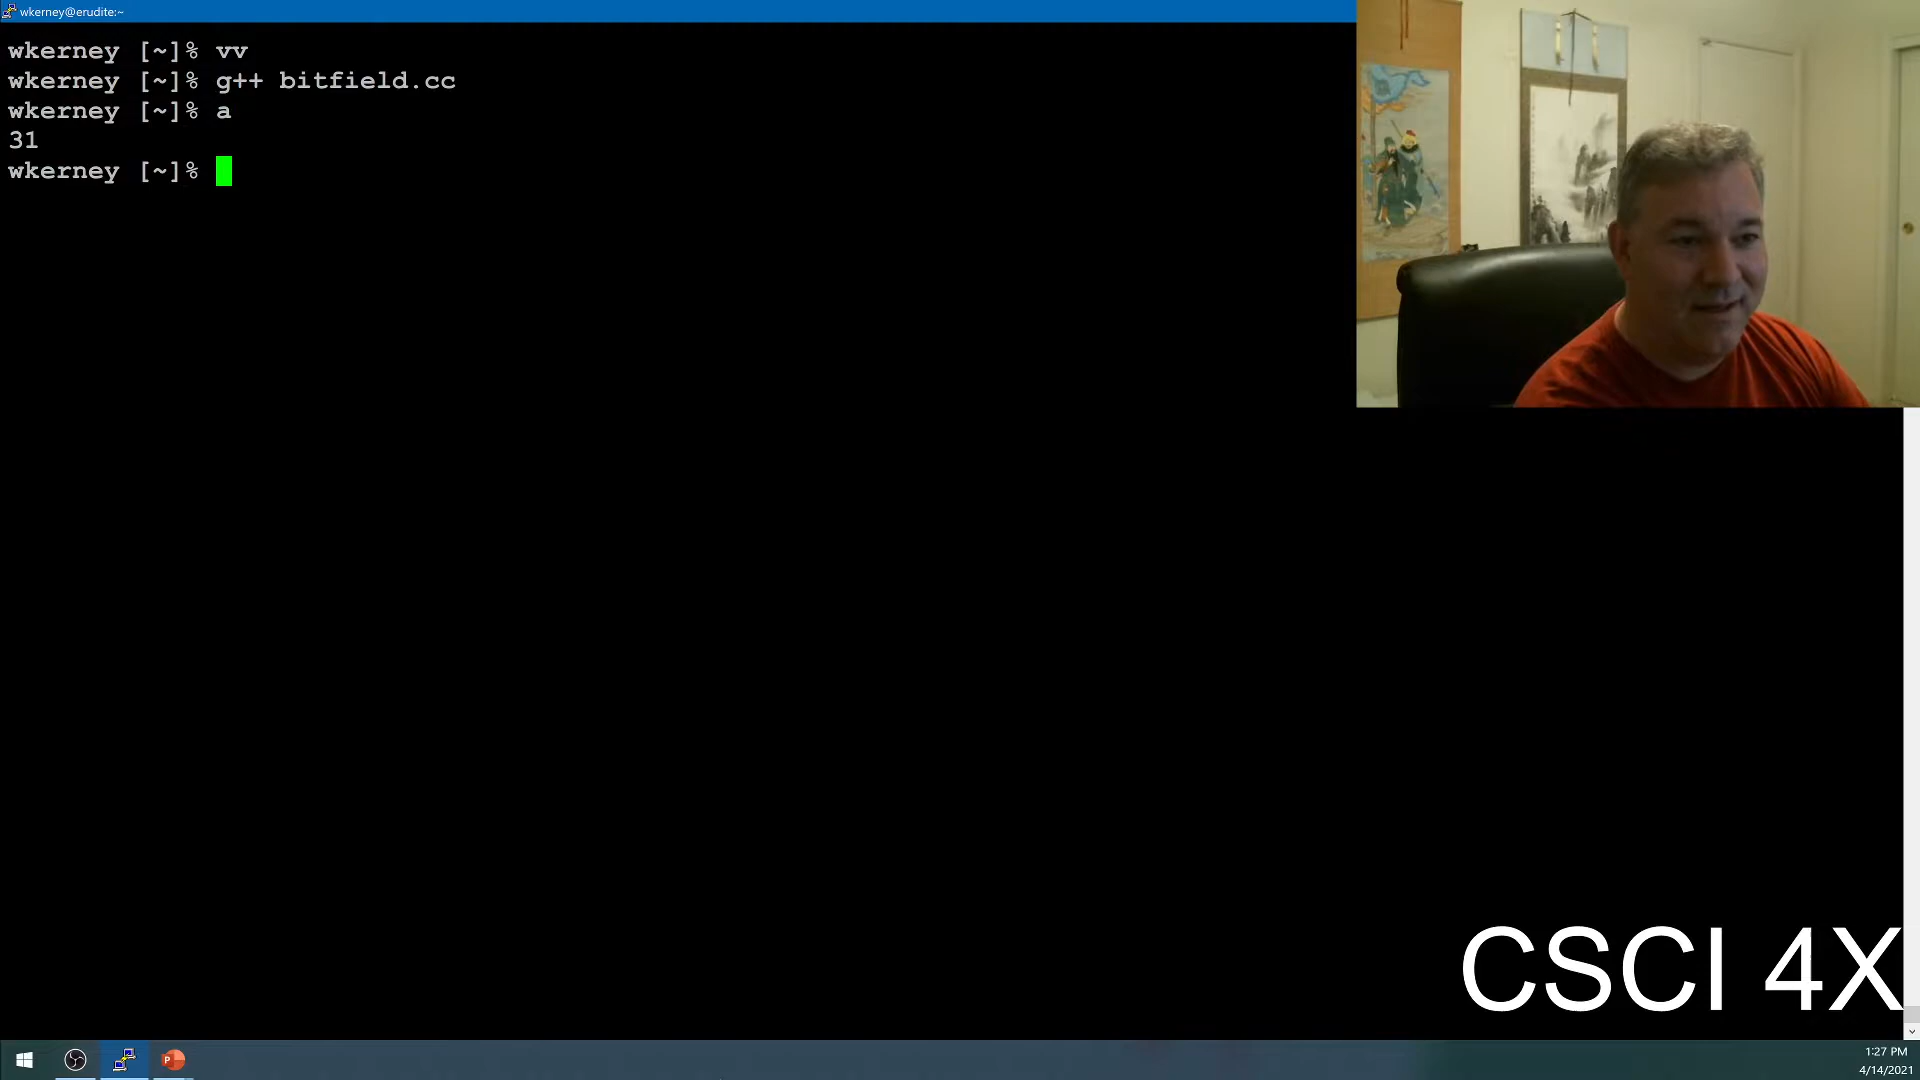 wkerney@erudite:~
wkerney [~]% vv
wkerney [~]% g++ bitfield.cc
wkerney [~]% a
31
wkerney [~]%
CSCI 4X
1:27 PM
4/14/2021